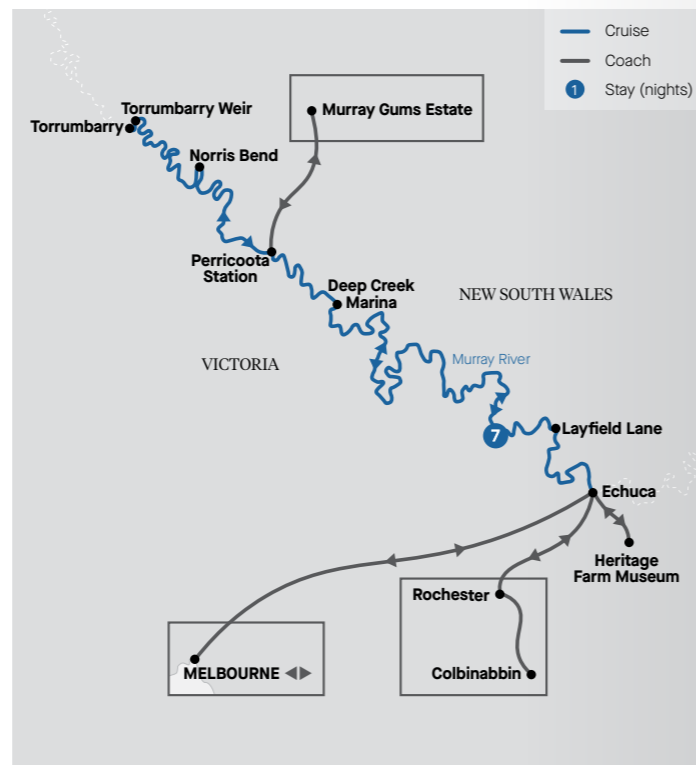 Cruise
Coach
1 Stay (nights)
Torrumbarry Weir
Torrumbarry
Murray Gums Estate
Norris Bend
Perricoota
Station
Deep Creek
Marina
NEW SOUTH WALES
VICTORIA
Murray River
7
Layfield Lane
Echuca
Heritage
Farm Museum
Rochester
MELBOURNE
Colbinabbin